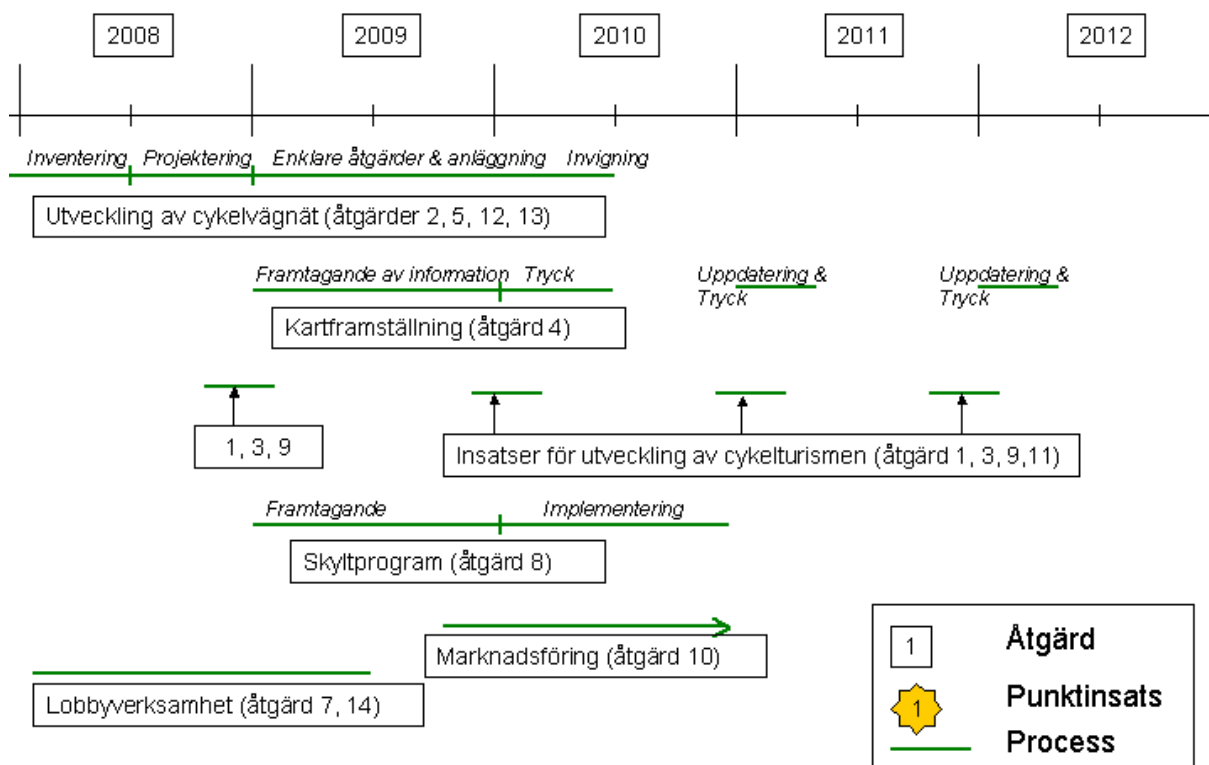 2008 2009 2010 2011 2012
Inventering Projektering Enklare åtgärder & anläggning Invigning
Utveckling av cykelvägnät (åtgärder 2, 5, 12, 13)
Framtagande av information Tryck Uppdatering & Uppdatering &
Tryck Tryck
Kartframställning (åtgärd 4)
1, 3, 9 Insatser för utveckling av cykelturismen (åtgärd 1, 3, 9,11)
Framtagande Implementering
Skyltprogram (åtgärd 8)
Marknadsföring (åtgärd 10)
Lobbyverksamhet (åtgärd 7, 14)
1 Åtgärd
1 Punktinsats
Process